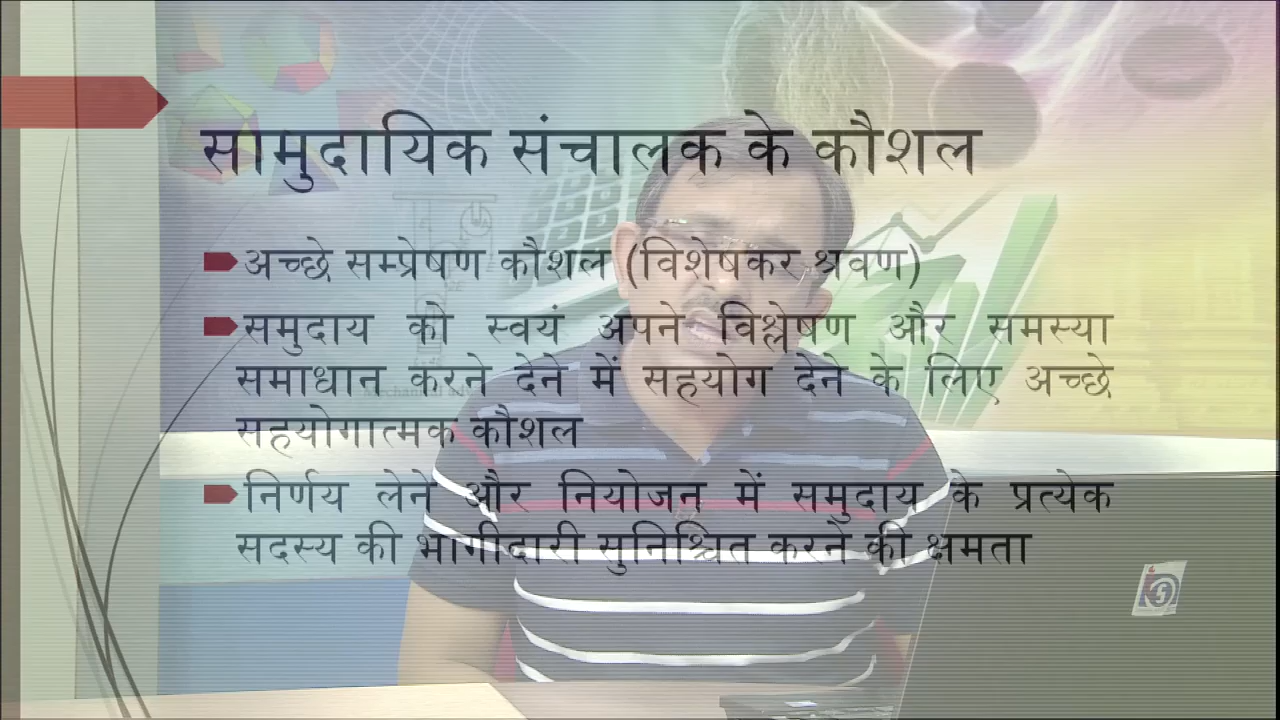 सामुदायिक संचालक के कौशल
अच्छे सम्प्रेषण कौशल (विशेषकर श्रवण)
समुदाय को स्वयं अपने विश्लेषण और समस्या
समाधान करने देने में सहयोग देने के लिए अच्छे
सहयोगात्मक कौशल
निर्णय लेने और नियोजन में समुदाय के प्रत्येक
सदस्य की भागीदारी सुनिश्चित करने की क्षमता